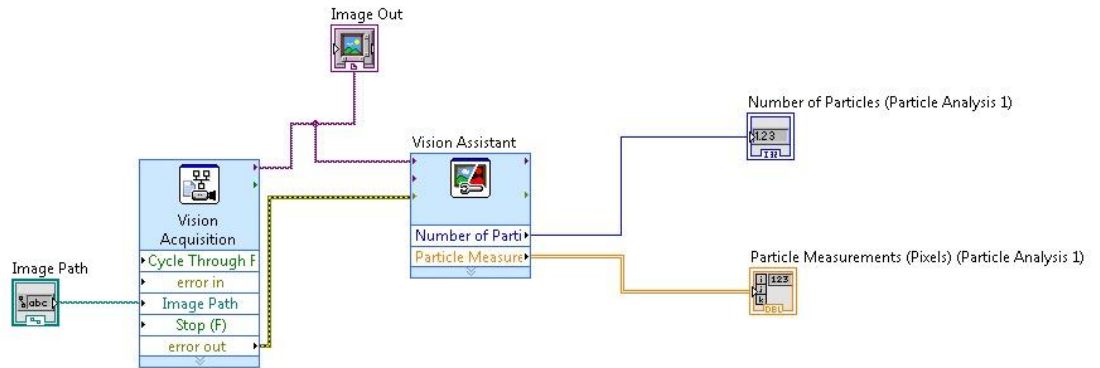 Image Out
Number of Particles (Particle Analysis 1)
1.23
I32
Vision Assistant
Number of Parti
Particle Measure
Vision
Acquisition
Cycle Through F
error in
Image Path
Stop (F)
error out
Image Path
abc
Particle Measurements (Pixels) (Particle Analysis 1)
i
123
j
k
DBL